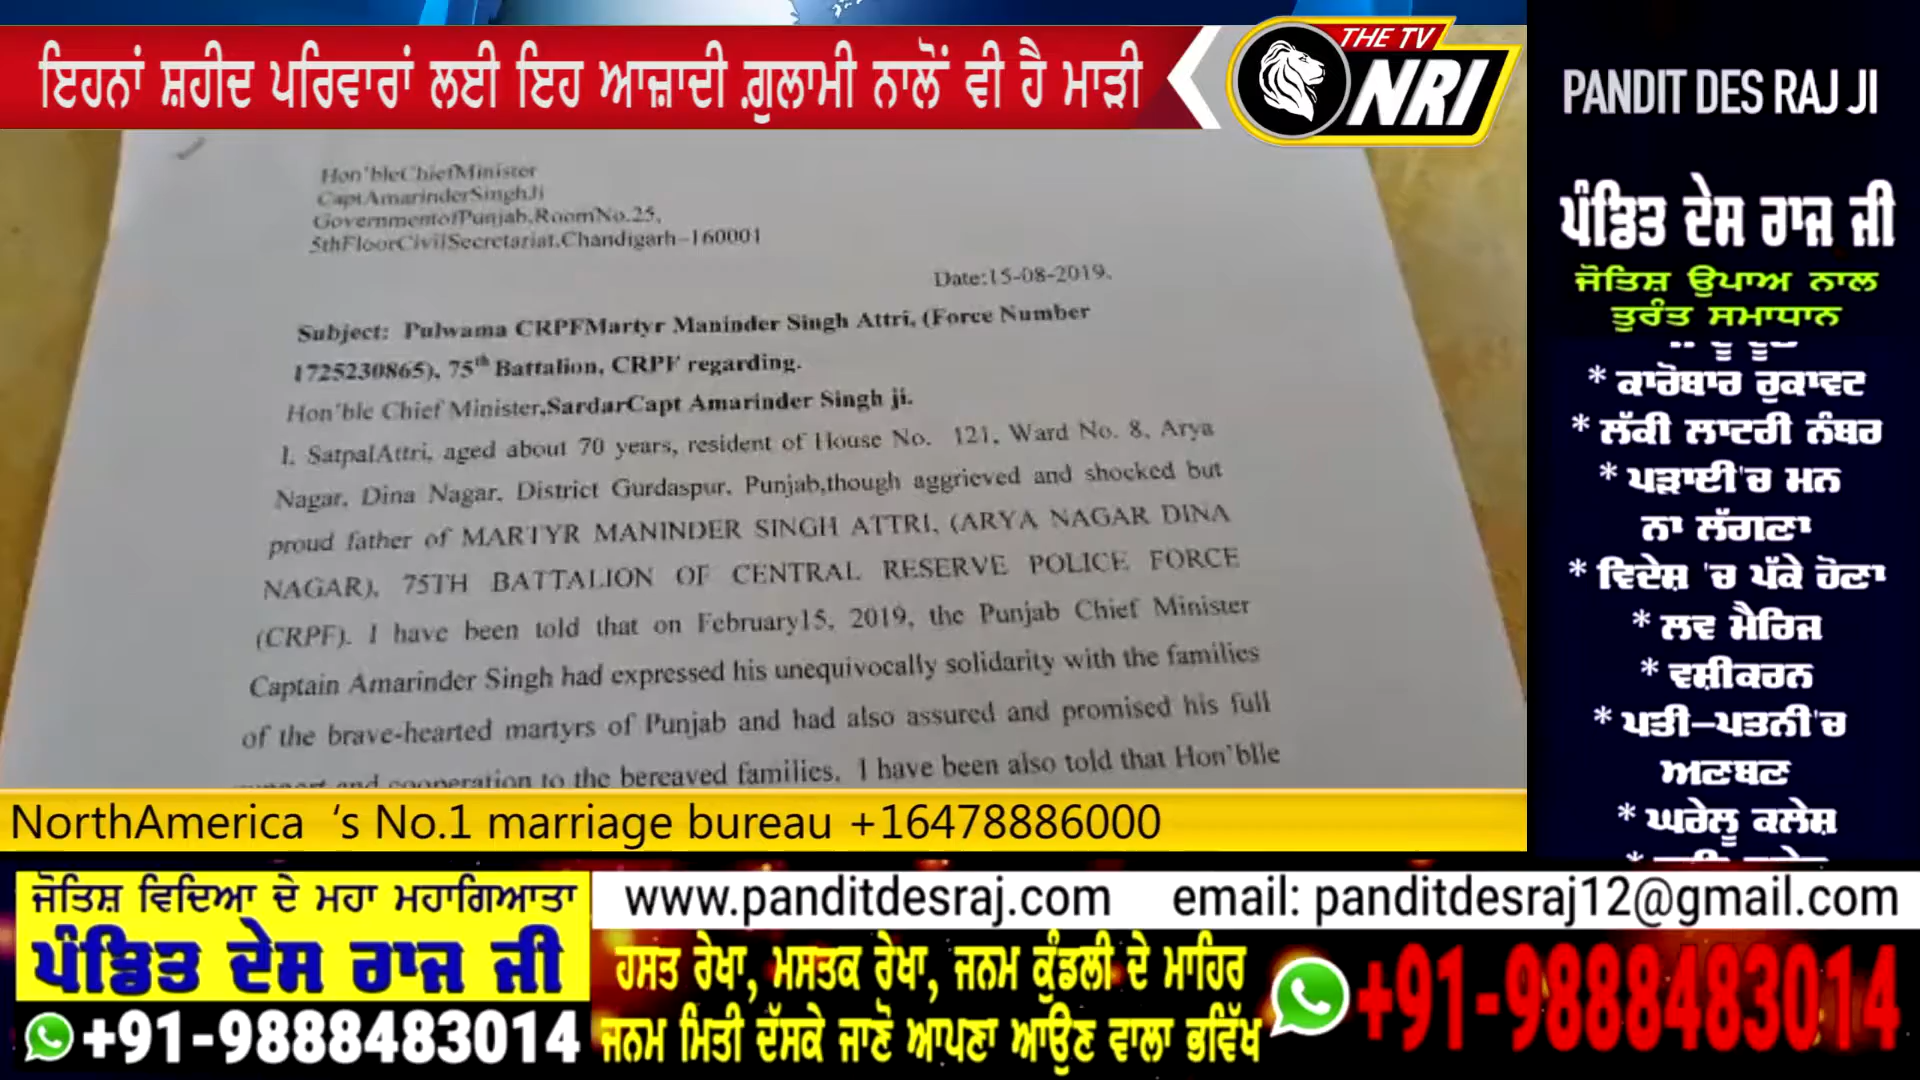 ਇਹਨਾਂ ਸ਼ਹੀਦ ਪਰਿਵਾਰਾਂ ਲਈ ਇਹ ਆਜ਼ਾਦੀ ਗੁਲਾਮੀ ਨਾਲੋਂ ਵੀ ਹੈ ਮਾੜੀ
THE TV
NRI
Hon'bleChiefMinister
CaptAmarinderSinghJi
GovernmentofPunjab,RoomNo.25,
5thFloorCivilSecretariat,Chandigarh-160001
Date:15-08-2019.
Subject: Pulwama CRPFMartyr Maninder Singh Attri, (Force Number
1725230865), 75th Battalion, CRPF regarding.
Hon'ble Chief Minister,SardarCapt Amarinder Singh ji.
I, SatpalAttri, aged about 70 years, resident of House No. 121, Ward No. 8, Arya
Nagar, Dina Nagar, District Gurdaspur, Punjab,though aggrieved and shocked but
proud father of MARTYR MANINDER SINGH ATTRI, (ARYA NAGAR DINA
NAGAR), 75TH BATTALION OF CENTRAL RESERVE POLICE FORCE
(CRPF). I have been told that on February15, 2019, the Punjab Chief Minister
Captain Amarinder Singh had expressed his unequivocally solidarity with the families
of the brave-hearted martyrs of Punjab and had also assured and promised his full
and cooperation to the bereaved families. I have been also told that Hon'blle
NorthAmerica 's No.1 marriage bureau +16478886000
PANDIT DES RAJ JI
ਪੰਡਿਤ ਦੇਸ ਰਾਜ ਜੀ
ਜੋਤਿਸ਼ ਉਪਾਅ ਨਾਲ
ਤੁਰੰਤ ਸਮਾਧਾਨ
* ਕਾਰੋਬਾਰ ਰੁਕਾਵਟ
* ਲੱਕੀ ਲਾਟਰੀ ਨੰਬਰ
* ਪੜਾਈ'ਚ ਮਨ
ਨਾ ਲੱਗਣਾ
* ਵਿਦੇਸ਼ 'ਚ ਪੱਕੇ ਹੋਣਾ
* ਲਵ ਮੈਰਿਜ
* ਵਸ਼ੀਕਰਨ
* ਪਤੀ-ਪਤਨੀ'ਚ
ਅਣਬਣ
* ਘਰੇਲੂ ਕਲੇਸ਼
ਜੋਤਿਸ਼ ਵਿਦਿਆ ਦੇ ਮਹਾ ਮਹਾਗਿਆਤਾ
ਪੰਡਿਤ ਦੇਸ ਰਾਜ ਜੀ
+91-9888483014
www.panditdesraj.com email: panditdesraj12@gmail.com
ਹਸਤ ਰੇਖਾ, ਮਸਤਕ ਰੇਖਾ, ਜਨਮ ਕੁੰਡਲੀ ਦੇ ਮਾਹਿਰ
ਜਨਮ ਮਿਤੀ ਦੱਸਕੇ ਜਾਣੋ ਆਪਣਾ ਆਉਣ ਵਾਲਾ ਭਵਿੱਖ
+91-9888483014